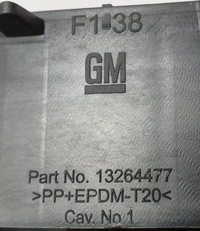 F1-38
GM
Part No. 13264477
>PP+EPDM-T20<
Cav. No 1